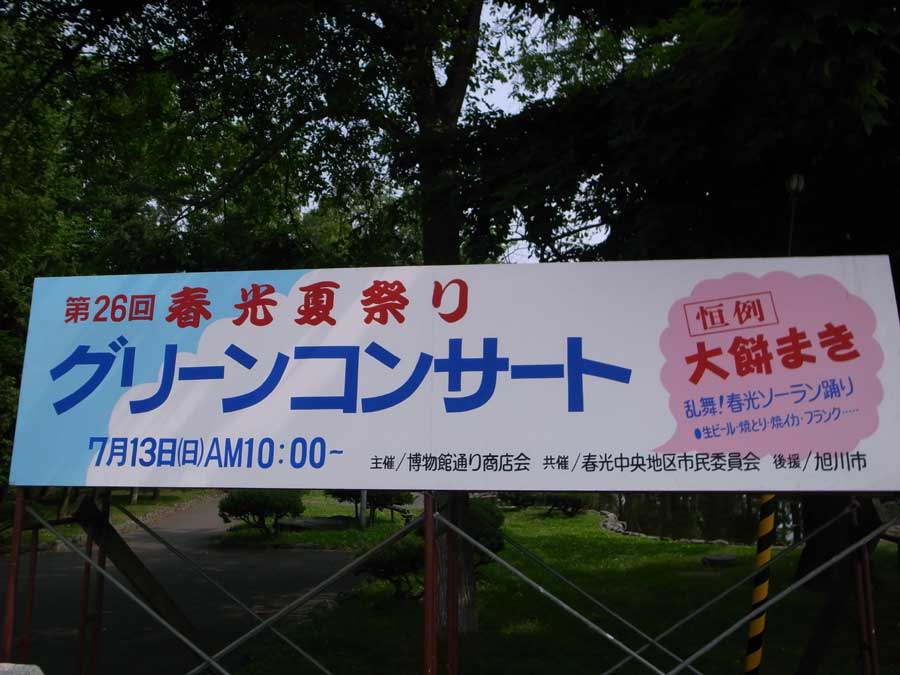 第26回 春光夏祭り
グリーンコンサート
7月13日(日)AM10:00~
恒例
大餅まき
乱舞!春光ソーラン踊り
●生ビール・焼とり・焼イカ・フランク……
主催/博物館通り商店会 共催/春光中央地区市民委員会 後援/旭川市